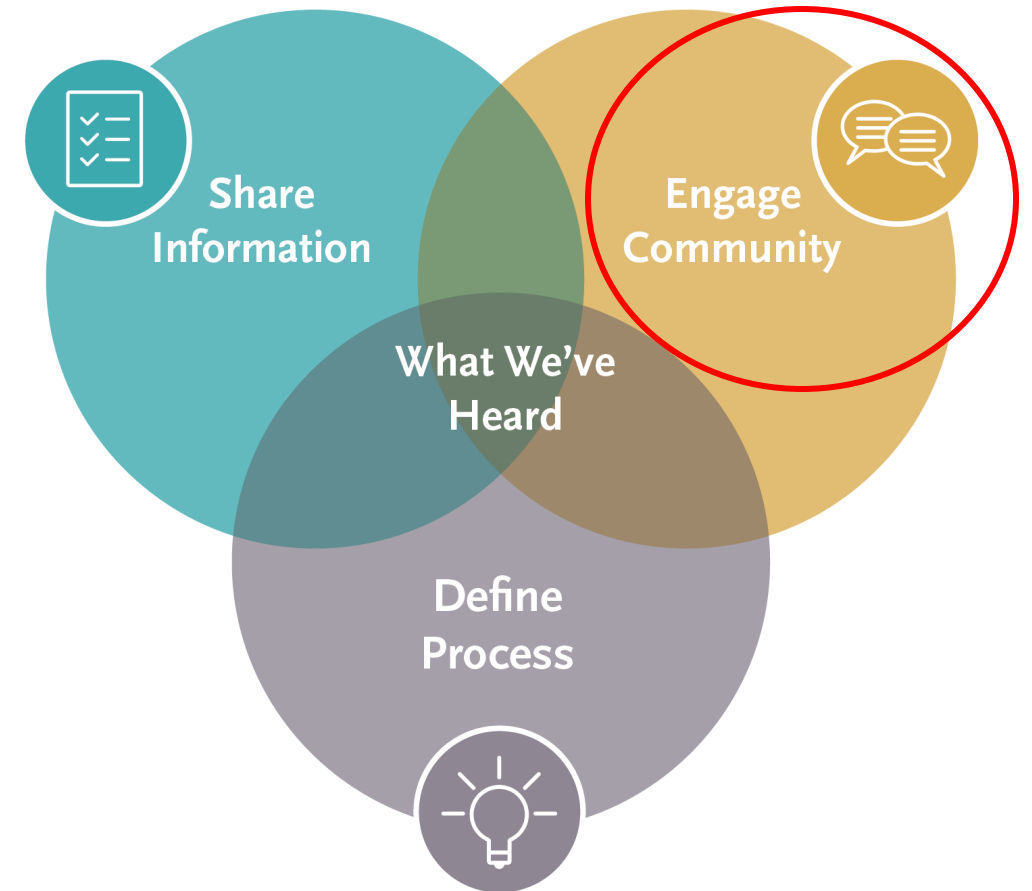 Share
Information
Engage
Community
What We’ve
Heard
Define
Process